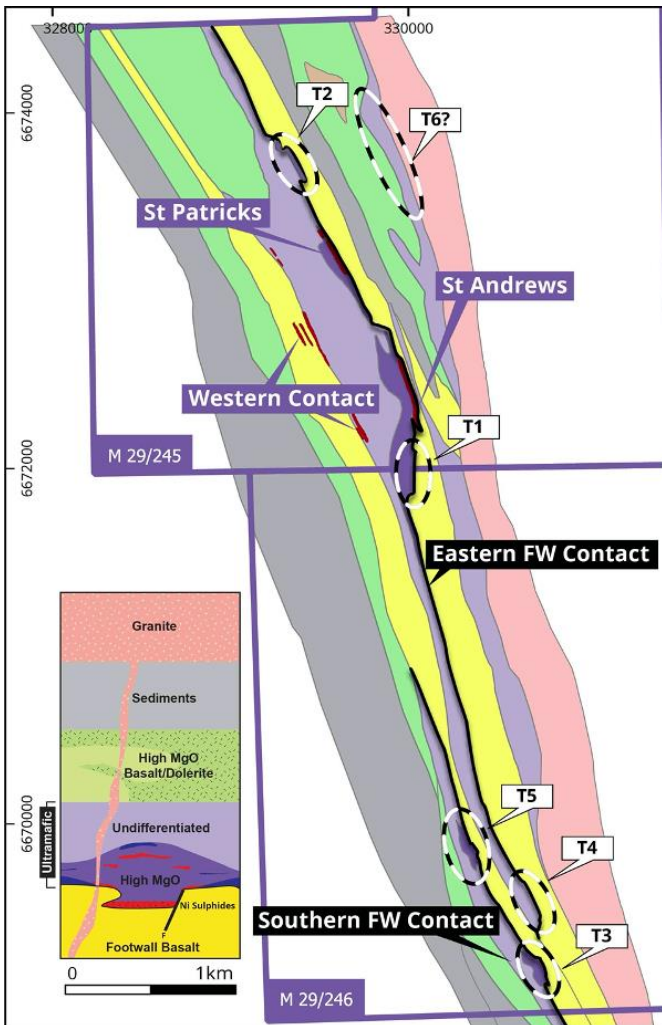 328000
330000
6674000
T2
T6?
St Patricks
St Andrews
Western Contact
T1
M 29/245
6672000
Eastern FW Contact
Granite
Sediments
High MgO
Basalt/Dolerite
Undifferentiated
Ultramafic
High MgO
Ni Sulphides
F
Footwall Basalt
0 1km
6670000
T5
T4
Southern FW Contact
T3
M 29/246